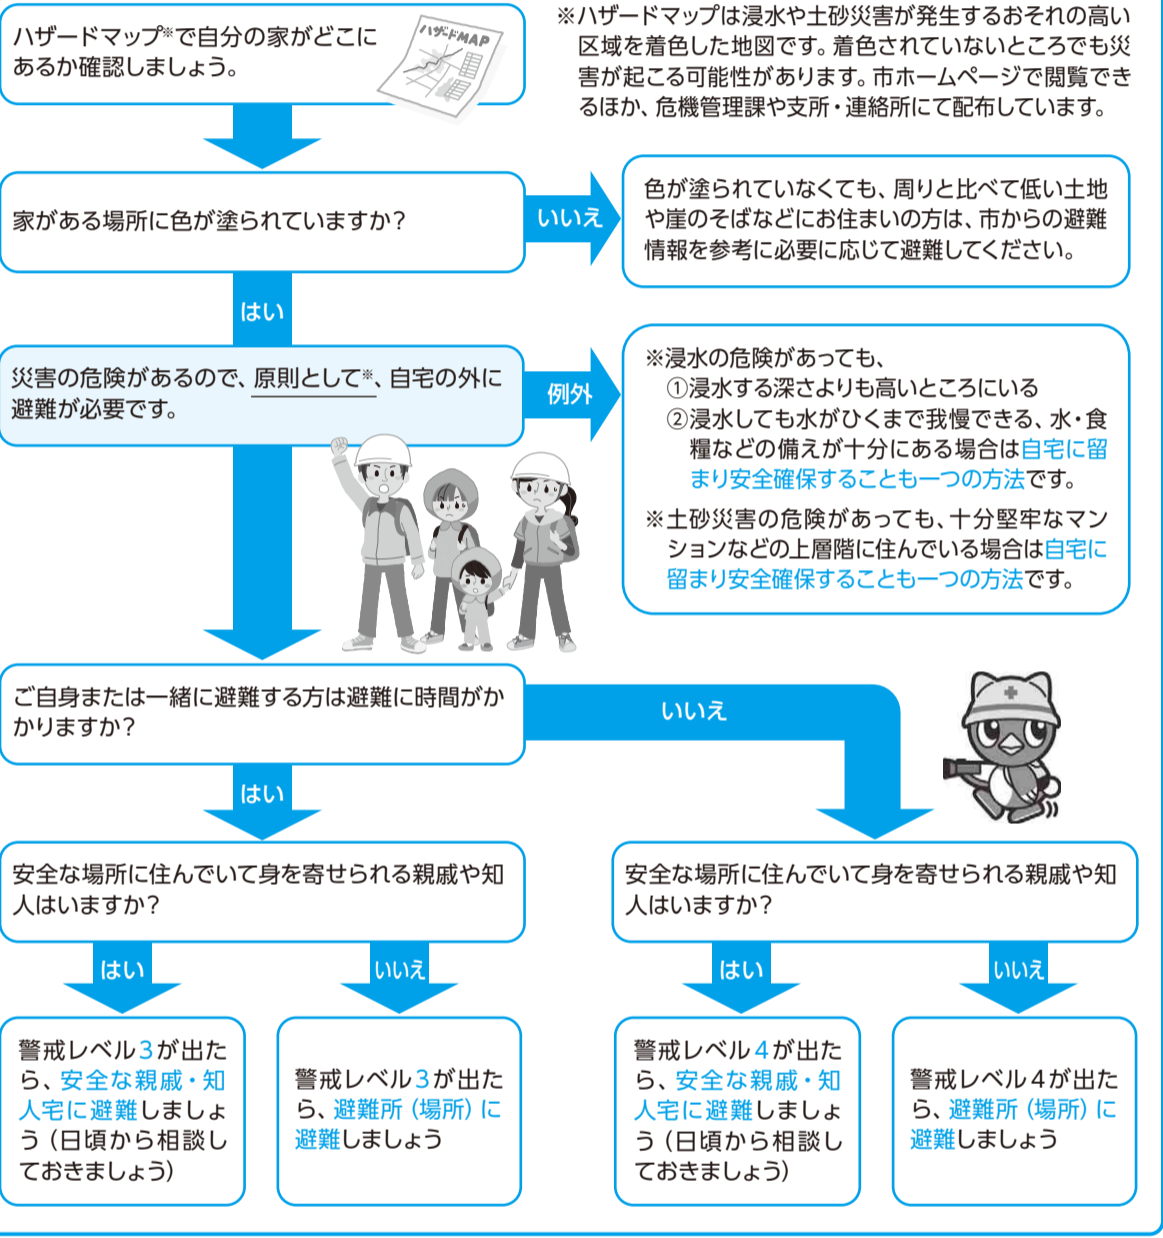 ハザードマップ※で自分の家がどこに
あるか確認しましょう。
ハザードMAP
※ハザードマップは浸水や土砂災害が発生するおそれの高い
区域を着色した地図です。着色されていないところでも災
害が起こる可能性があります。市ホームページで閲覧でき
るほか、危機管理課や支所・連絡所にて配布しています。
家がある場所に色が塗られていますか？
いいえ
色が塗られていなくても、周りと比べて低い土地
や崖のそばなどにお住まいの方は、市からの避難
情報を参考に必要に応じて避難してください。
はい
災害の危険があるので、原則として※、自宅の外に
避難が必要です。
例外
※浸水の危険があっても、
①浸水する深さよりも高いところにいる
②浸水しても水がひくまで我慢できる、水・食
糧などの備えが十分にある場合は自宅に留
まり安全確保することも一つの方法です。
※土砂災害の危険があっても、十分堅牢なマン
ションなどの上層階に住んでいる場合は自宅に
留まり安全確保することも一つの方法です。
ご自身または一緒に避難する方は避難に時間がか
かりますか？
いいえ
はい
安全な場所に住んでいて身を寄せられる親戚や知
人はいますか？
安全な場所に住んでいて身を寄せられる親戚や知
人はいますか？
はい
いいえ
はい
いいえ
警戒レベル3が出た
ら、安全な親戚・知
人宅に避難しましょ
う（日頃から相談し
ておきましょう）
警戒レベル3が出た
ら、避難所（場所）に
避難しましょう
警戒レベル4が出た
ら、安全な親戚・知
人宅に避難しましょ
う（日頃から相談し
ておきましょう）
警戒レベル4が出た
ら、避難所（場所）に
避難しましょう